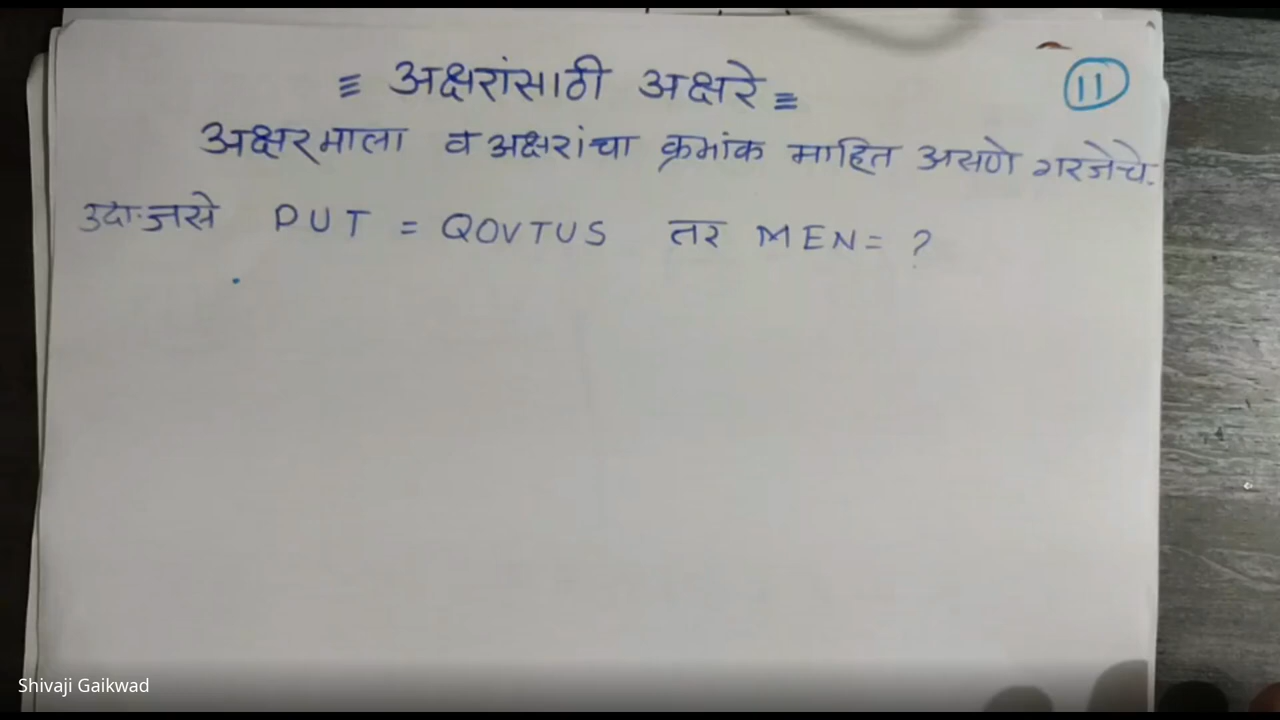 ≡ अक्षरांसाठी अक्षरे ≡
11
अक्षरमाला व अक्षरांचा क्रमांक माहित असणे गरजेचे.
उदा. जसे PUT = QOVTUS तर MEN = ?
Shivaji Gaikwad